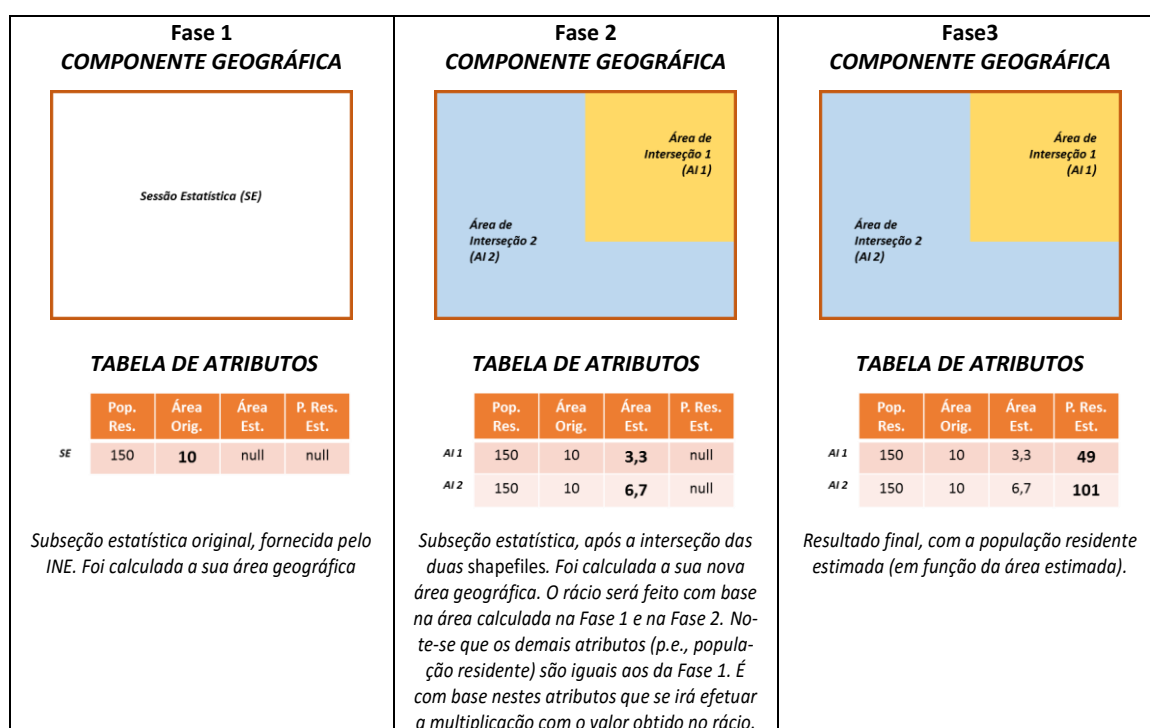 Fase 1
COMPONENTE GEOGRÁFICA
Sessão Estatística (SE)
TABELA DE ATRIBUTOS
Pop. Res. Área Orig. Área Est. P. Res. Est.
SE 150 10 null null
Subseção estatística original, fornecida pelo
INE. Foi calculada a sua área geográfica
Fase 2
COMPONENTE GEOGRÁFICA
Área de
Interseção 1
(AI 1)
Área de
Interseção 2
(AI 2)
TABELA DE ATRIBUTOS
Pop. Res. Área Orig. Área Est. P. Res. Est.
AI 1 150 10 3,3 null
AI 2 150 10 6,7 null
Subseção estatística, após a interseção das
duas shapefiles. Foi calculada a sua nova
área geográfica. O rácio será feito com base
na área calculada na Fase 1 e na Fase 2. No-
te-se que os demais atributos (p.e., popula-
ção residente) são iguais aos da Fase 1. É
com base nestes atributos que se irá efetuar
a multiplicação com o valor obtido no rácio.
Fase3
COMPONENTE GEOGRÁFICA
Área de
Interseção 1
(AI 1)
Área de
Interseção 2
(AI 2)
TABELA DE ATRIBUTOS
Pop. Res. Área Orig. Área Est. P. Res. Est.
AI 1 150 10 3,3 49
AI 2 150 10 6,7 101
Resultado final, com a população residente
estimada (em função da área estimada).